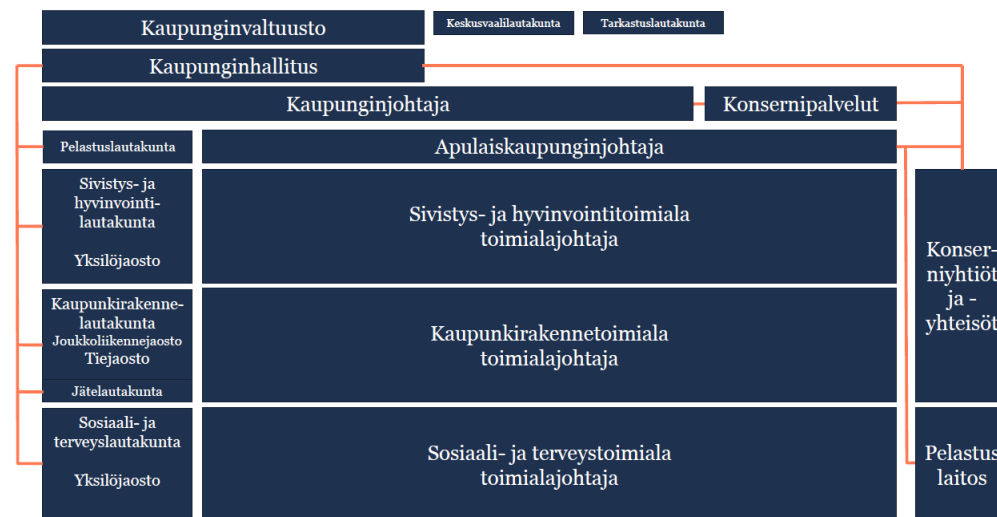 Kaupunginvaltuusto
Keskusvaalilautakunta
Tarkastuslautakunta
Kaupunginhallitus
Kaupunginjohtaja
Konsernipalvelut
Pelastuslautakunta
Apulaiskaupunginjohtaja
Sivistys- ja
hyvinvointi-
lautakunta
Yksilöjaosto
Sivistys- ja hyvinvointitoimiala
toimialajohtaja
Konser-
niyhtiöt
ja -
yhteisöt
Kaupunkirakenne-
lautakunta
Joukkoliikennejaosto
Tiejaosto
Jätelautakunta
Kaupunkirakennetoimiala
toimialajohtaja
Sosiaali- ja
terveyslautakunta
Yksilöjaosto
Sosiaali- ja terveystoimiala
toimialajohtaja
Pelastus
laitos